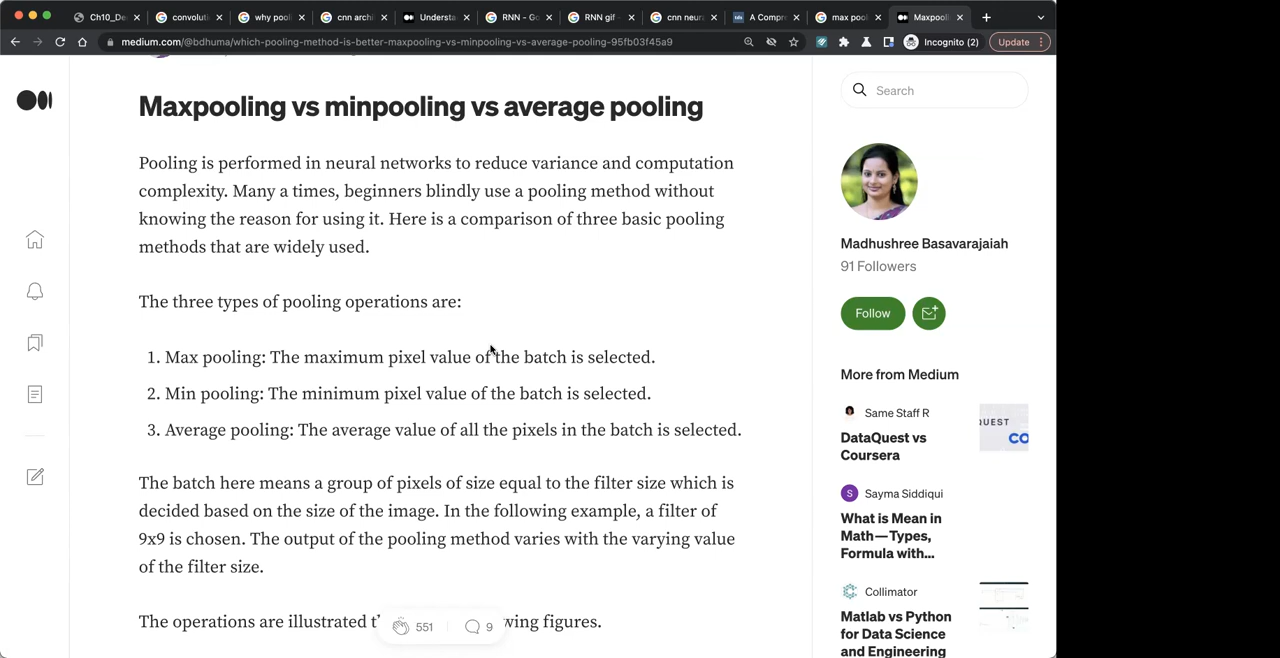 Ch10_De
convoluti
why pooli
cnn archi
Understa
RNN - Go
RNN gif -
cnn neura
A Compre
max pool
Maxpooli
medium.com/@bdhuma/which-pooling-method-is-better-maxpooling-vs-minpooling-vs-average-pooling-95fb03f45a9
Incognito (2)
Update
Maxpooling vs minpooling vs average pooling
Pooling is performed in neural networks to reduce variance and computation
complexity. Many a times, beginners blindly use a pooling method without
knowing the reason for using it. Here is a comparison of three basic pooling
methods that are widely used.
The three types of pooling operations are:
1. Max pooling: The maximum pixel value of the batch is selected.
2. Min pooling: The minimum pixel value of the batch is selected.
3. Average pooling: The average value of all the pixels in the batch is selected.
The batch here means a group of pixels of size equal to the filter size which is
decided based on the size of the image. In the following example, a filter of
9x9 is chosen. The output of the pooling method varies with the varying value
of the filter size.
The operations are illustrated wing figures.
551
9
Search
Madhushree Basavarajaiah
91 Followers
Follow
More from Medium
Same Staff R
DataQuest vs
Coursera
QUEST
CO
S
Sayma Siddiqui
What is Mean in
Math—Types,
Formula with...
Collimator
Matlab vs Python
for Data Science
and Engineering